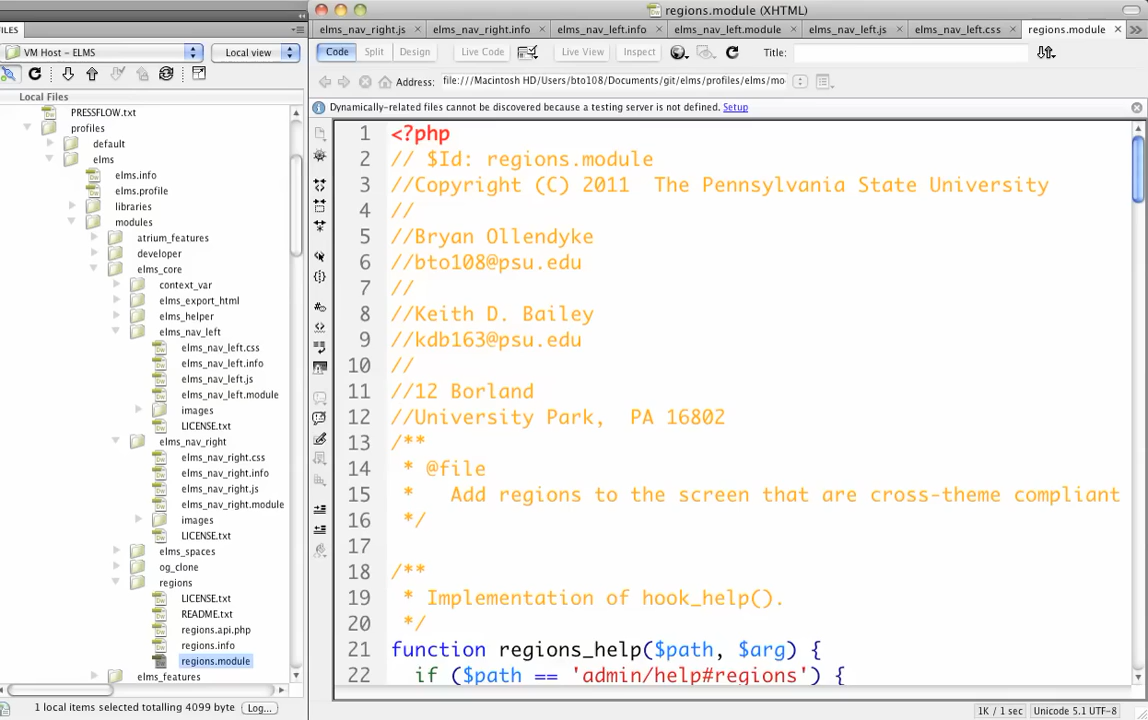 regions.module (XHTML)
FILES
elms_nav_right.js × elms_nav_right.info × elms_nav_left.info × elms_nav_left.module × elms_nav_left.js × elms_nav_left.css × regions.module ×
VM Host – ELMS Local view
Code Split Design Live Code Live View Inspect Title:
Address: file:///Macintosh HD/Users/bto108/Documents/git/elms/profiles/elms/mo
Dynamically-related files cannot be discovered because a testing server is not defined. Setup
Local Files
PRESSFLOW.txt
profiles
default
elms
elms.info
elms.profile
libraries
modules
atrium_features
developer
elms_core
context_var
elms_export_html
elms_helper
elms_nav_left
elms_nav_left.css
elms_nav_left.info
elms_nav_left.js
elms_nav_left.module
images
LICENSE.txt
elms_nav_right
elms_nav_right.css
elms_nav_right.info
elms_nav_right.js
elms_nav_right.module
images
LICENSE.txt
elms_spaces
og_clone
regions
LICENSE.txt
README.txt
regions.api.php
regions.info
regions.module
elms_features
1 local items selected totalling 4099 byte Log...
1 <?php
2 // $Id: regions.module
3 //Copyright (C) 2011  The Pennsylvania State University
4 //
5 //Bryan Ollendyke
6 //bto108@psu.edu
7 //
8 //Keith D. Bailey
9 //kdb163@psu.edu
10 //
11 //12 Borland
12 //University Park,  PA 16802
13 /**
14 * @file
15 *   Add regions to the screen that are cross-theme compliant
16 */
17
18 /**
19 * Implementation of hook_help().
20 */
21 function regions_help($path, $arg) {
22 if ($path == 'admin/help#regions') {
1K / 1 sec Unicode 5.1 UTF-8